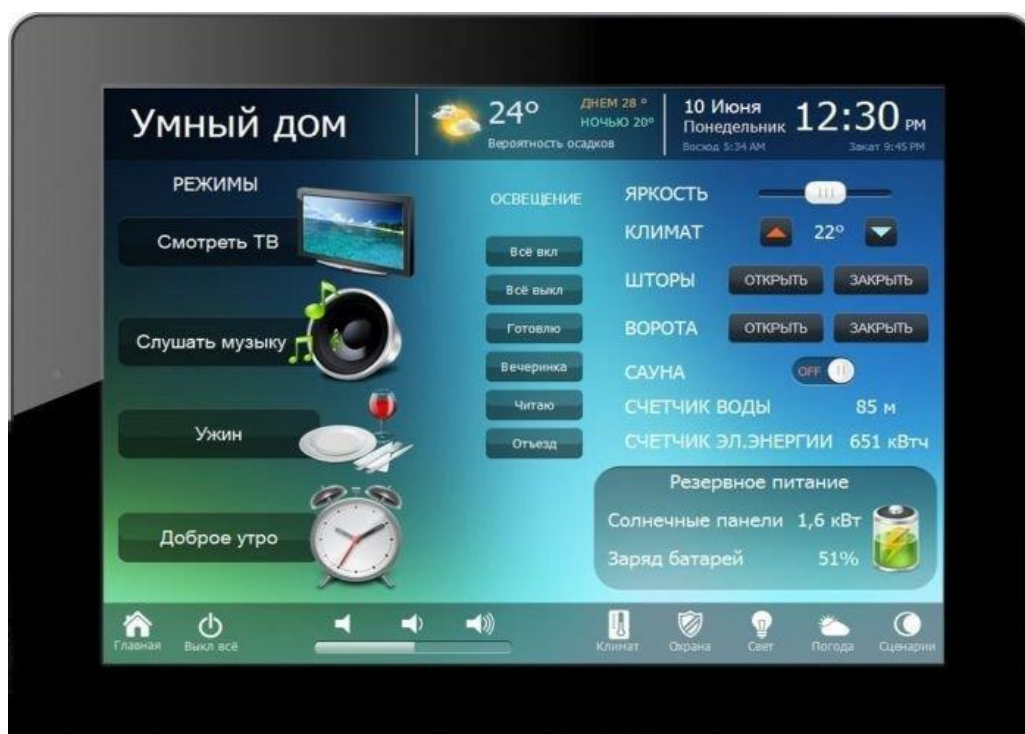 Умный дом
24°
ДНЕМ 28 °
НОЧЬЮ 20°
Вероятность осадков
10 Июня
Понедельник
12:30 PM
Восход 5:34 AM
Закат 9:45 PM
РЕЖИМЫ
Смотреть ТВ
Слушать музыку
Ужин
Доброе утро
ОСВЕЩЕНИЕ
Всё вкл
Всё выкл
Готовлю
Вечеринка
Читаю
Отъезд
ЯРКОСТЬ
КЛИМАТ 22°
ШТОРЫ ОТКРЫТЬ ЗАКРЫТЬ
ВОРОТА ОТКРЫТЬ ЗАКРЫТЬ
САУНА OFF
СЧЕТЧИК ВОДЫ 85 м
СЧЕТЧИК ЭЛ.ЭНЕРГИИ 651 кВтч
Резервное питание
Солнечные панели 1,6 кВт
Заряд батарей 51%
Главная Выкл всё Климат Охрана Свет Погода Сценарии